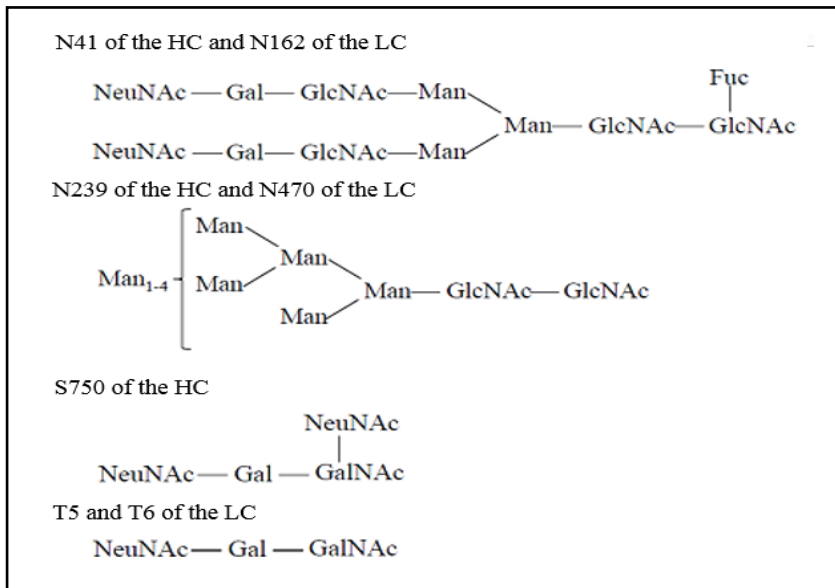 N41 of the HC and N162 of the LC
Fuc
NeuNAc — Gal — GlcNAc — Man
Man — GlcNAc — GlcNAc
NeuNAc — Gal — GlcNAc — Man
N239 of the HC and N470 of the LC
Man
Man
Man1-4 Man
Man — GlcNAc — GlcNAc
Man
S750 of the HC
NeuNAc
NeuNAc — Gal — GalNAc
T5 and T6 of the LC
NeuNAc — Gal — GalNAc